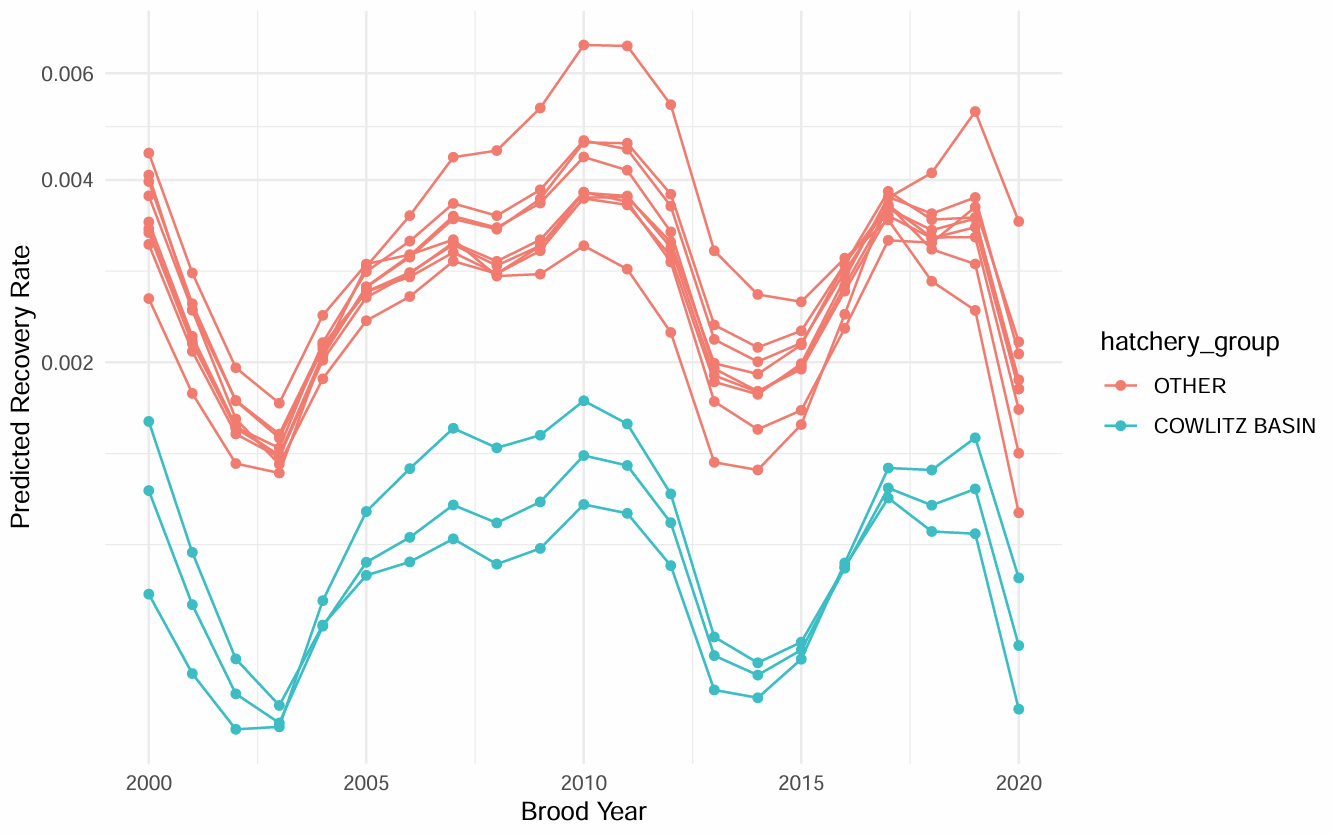 0.006
0.004
0.002
Predicted Recovery Rate
2000 2005 2010 2015 2020
Brood Year
hatchery_group
OTHER
COWLITZ BASIN